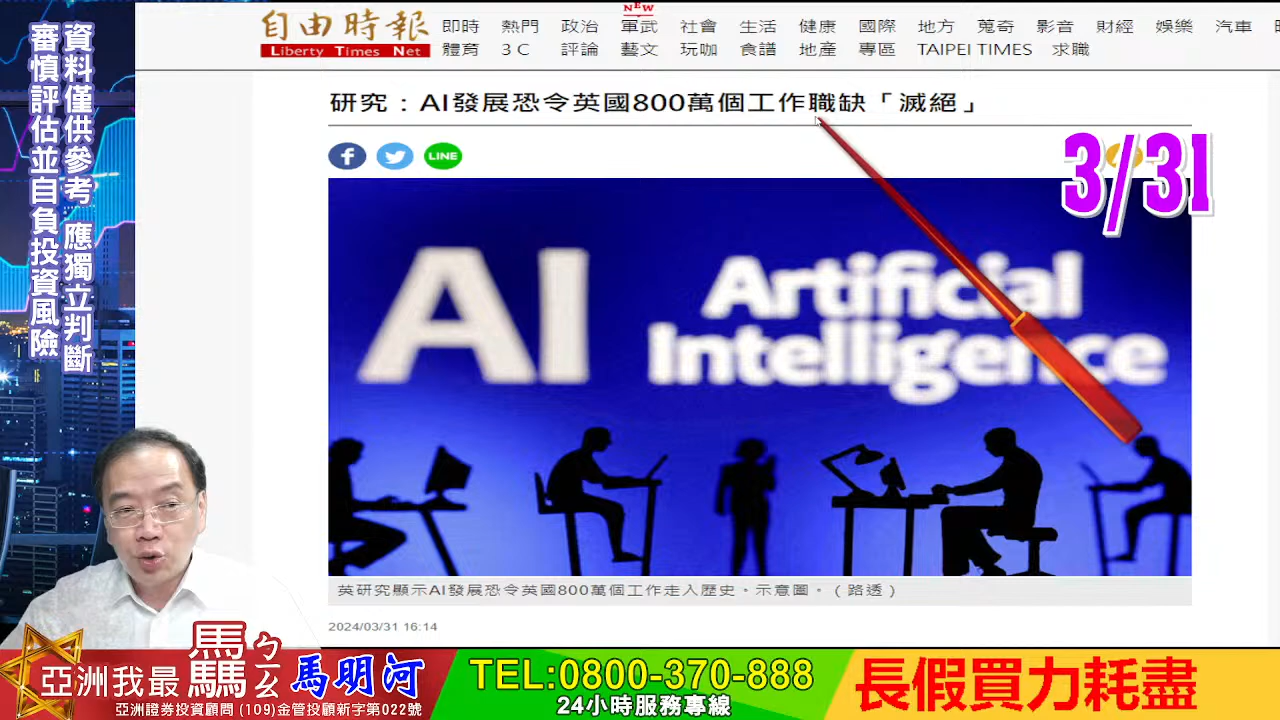 資料僅供參考 應獨立判斷
審慎評估並自負投資風險
自由時報
Liberty Times Net
NEW
即時 熱門 政治 軍武 社會 生活 健康 國際 地方 蒐奇 影音 財經 娛樂 汽車
體育 3C 評論 藝文 玩咖 食譜 地產 專區 TAIPEI TIMES 求職
研究：AI發展恐令英國800萬個工作職缺「滅絕」
LINE
3/31
AI Artificial
Intelligence
英研究顯示AI發展恐令英國800萬個工作走入歷史。示意圖。（路透）
2024/03/31 16:14
亞洲我最馬驫ㄅㄧㄠ 馬明河
亞洲證券投資顧問 (109)金管投顧新字第022號
TEL:0800-370-888
24小時服務專線
長假買力耗盡